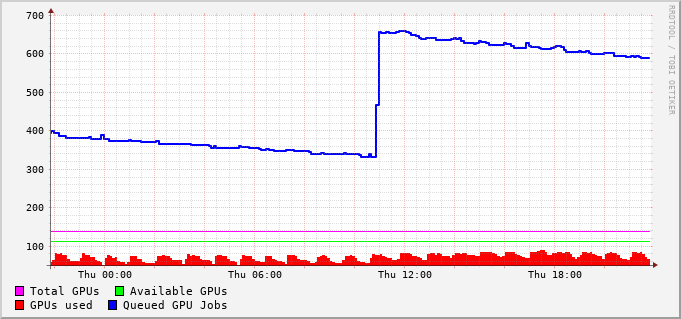 700
600
500
400
300
200
100
Thu 00:00 Thu 06:00 Thu 12:00 Thu 18:00
Total GPUs Available GPUs
GPUs used Queued GPU Jobs
RRDTOOL / TOBI OETIKER